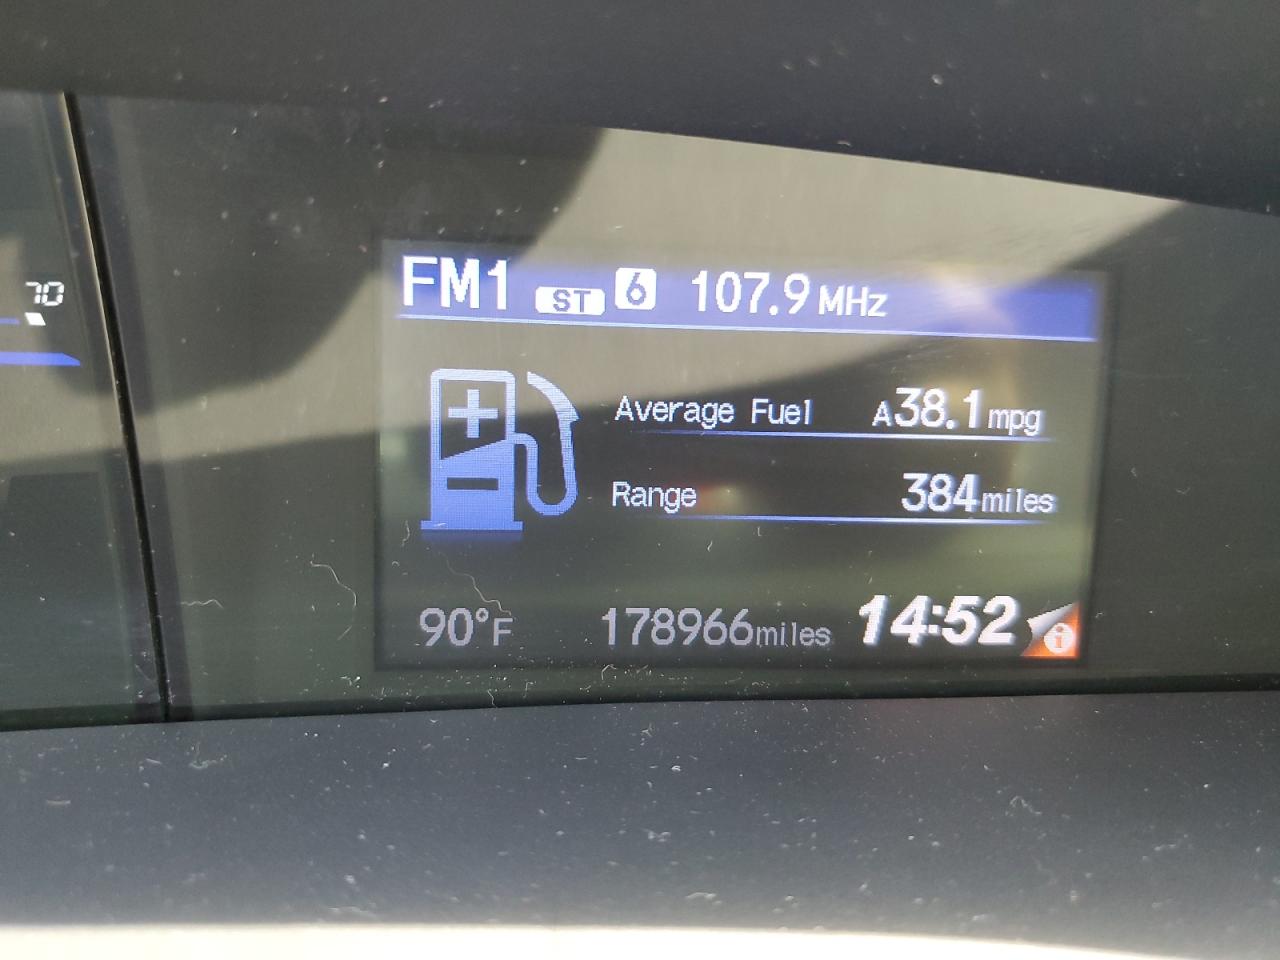 FM1 ST 6 107.9 MHz
70
Average Fuel A38.1 mpg
Range 384 miles
90°F 178966 miles 14:52
i